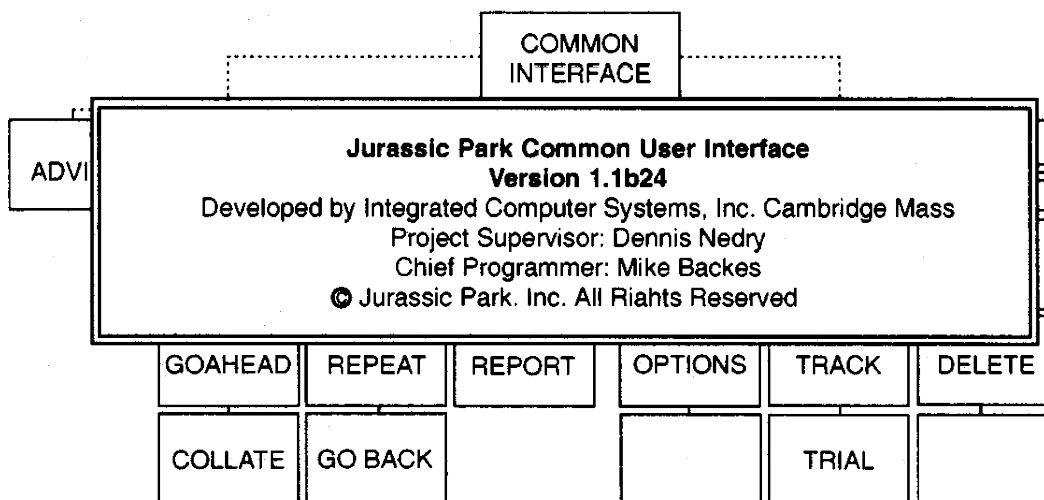 COMMON
INTERFACE
ADVI
Jurassic Park Common User Interface
Version 1.1b24
Developed by Integrated Computer Systems, Inc. Cambridge Mass
Project Supervisor: Dennis Nedry
Chief Programmer: Mike Backes
© Jurassic Park. Inc. All Riahts Reserved
GOAHEAD REPEAT REPORT OPTIONS TRACK DELETE
COLLATE GO BACK TRIAL